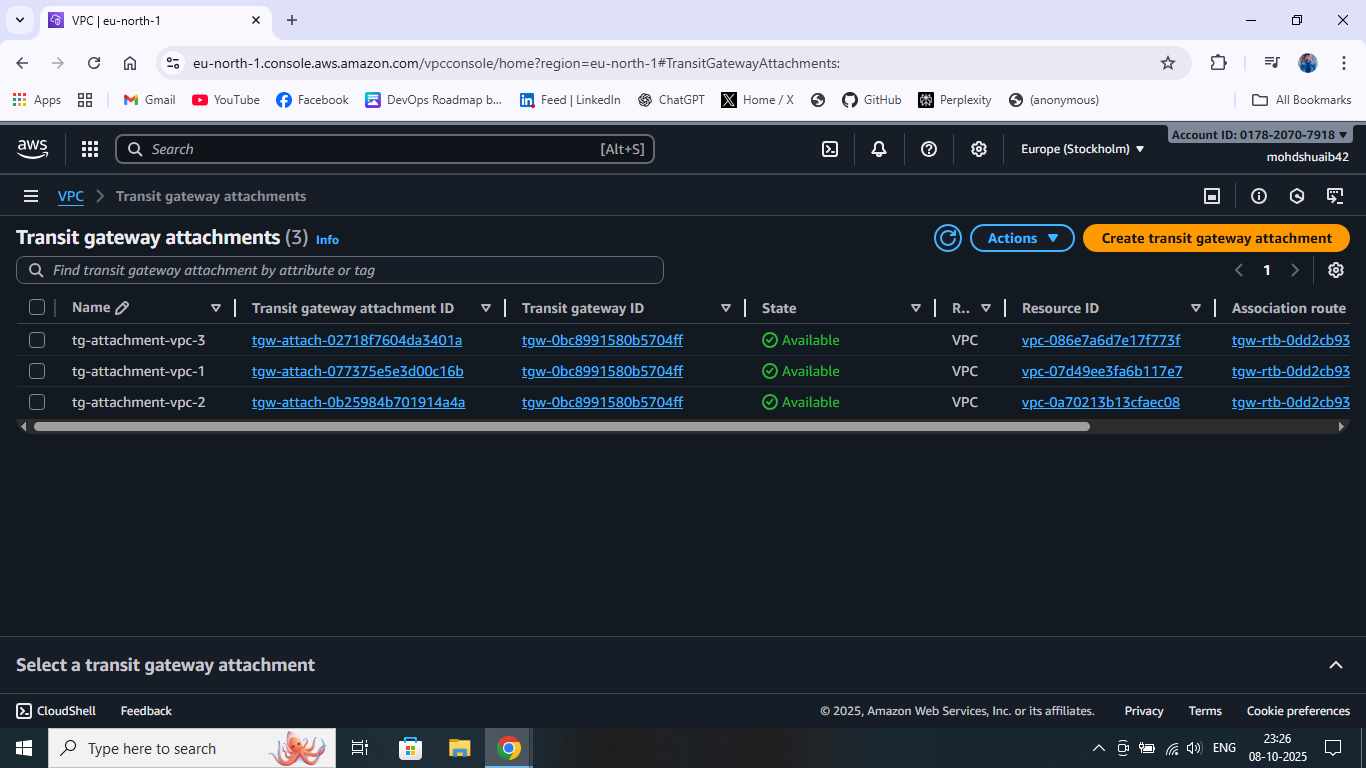 VPC | eu-north-1
eu-north-1.console.aws.amazon.com/vpcconsole/home?region=eu-north-1#TransitGatewayAttachments:
Apps Gmail YouTube Facebook DevOps Roadmap b... Feed | LinkedIn ChatGPT Home / X GitHub Perplexity (anonymous) All Bookmarks
aws Search [Alt+S] Europe (Stockholm) Account ID: 0178-2070-7918
mohdshuaib42
VPC Transit gateway attachments
Transit gateway attachments (3) Info Actions Create transit gateway attachment
Find transit gateway attachment by attribute or tag 1
Name Transit gateway attachment ID Transit gateway ID State R.. Resource ID Association route
tg-attachment-vpc-3 tgw-attach-02718f7604da3401a tgw-0bc8991580b5704ff Available VPC vpc-086e7a6d7e17f773f tgw-rtb-0dd2cb93
tg-attachment-vpc-1 tgw-attach-077375e5e3d00c16b tgw-0bc8991580b5704ff Available VPC vpc-07d49ee3fa6b117e7 tgw-rtb-0dd2cb93
tg-attachment-vpc-2 tgw-attach-0b25984b701914a4a tgw-0bc8991580b5704ff Available VPC vpc-0a70213b13cfaec08 tgw-rtb-0dd2cb93
Select a transit gateway attachment
CloudShell Feedback © 2025, Amazon Web Services, Inc. or its affiliates. Privacy Terms Cookie preferences
Type here to search ENG 23:26
08-10-2025